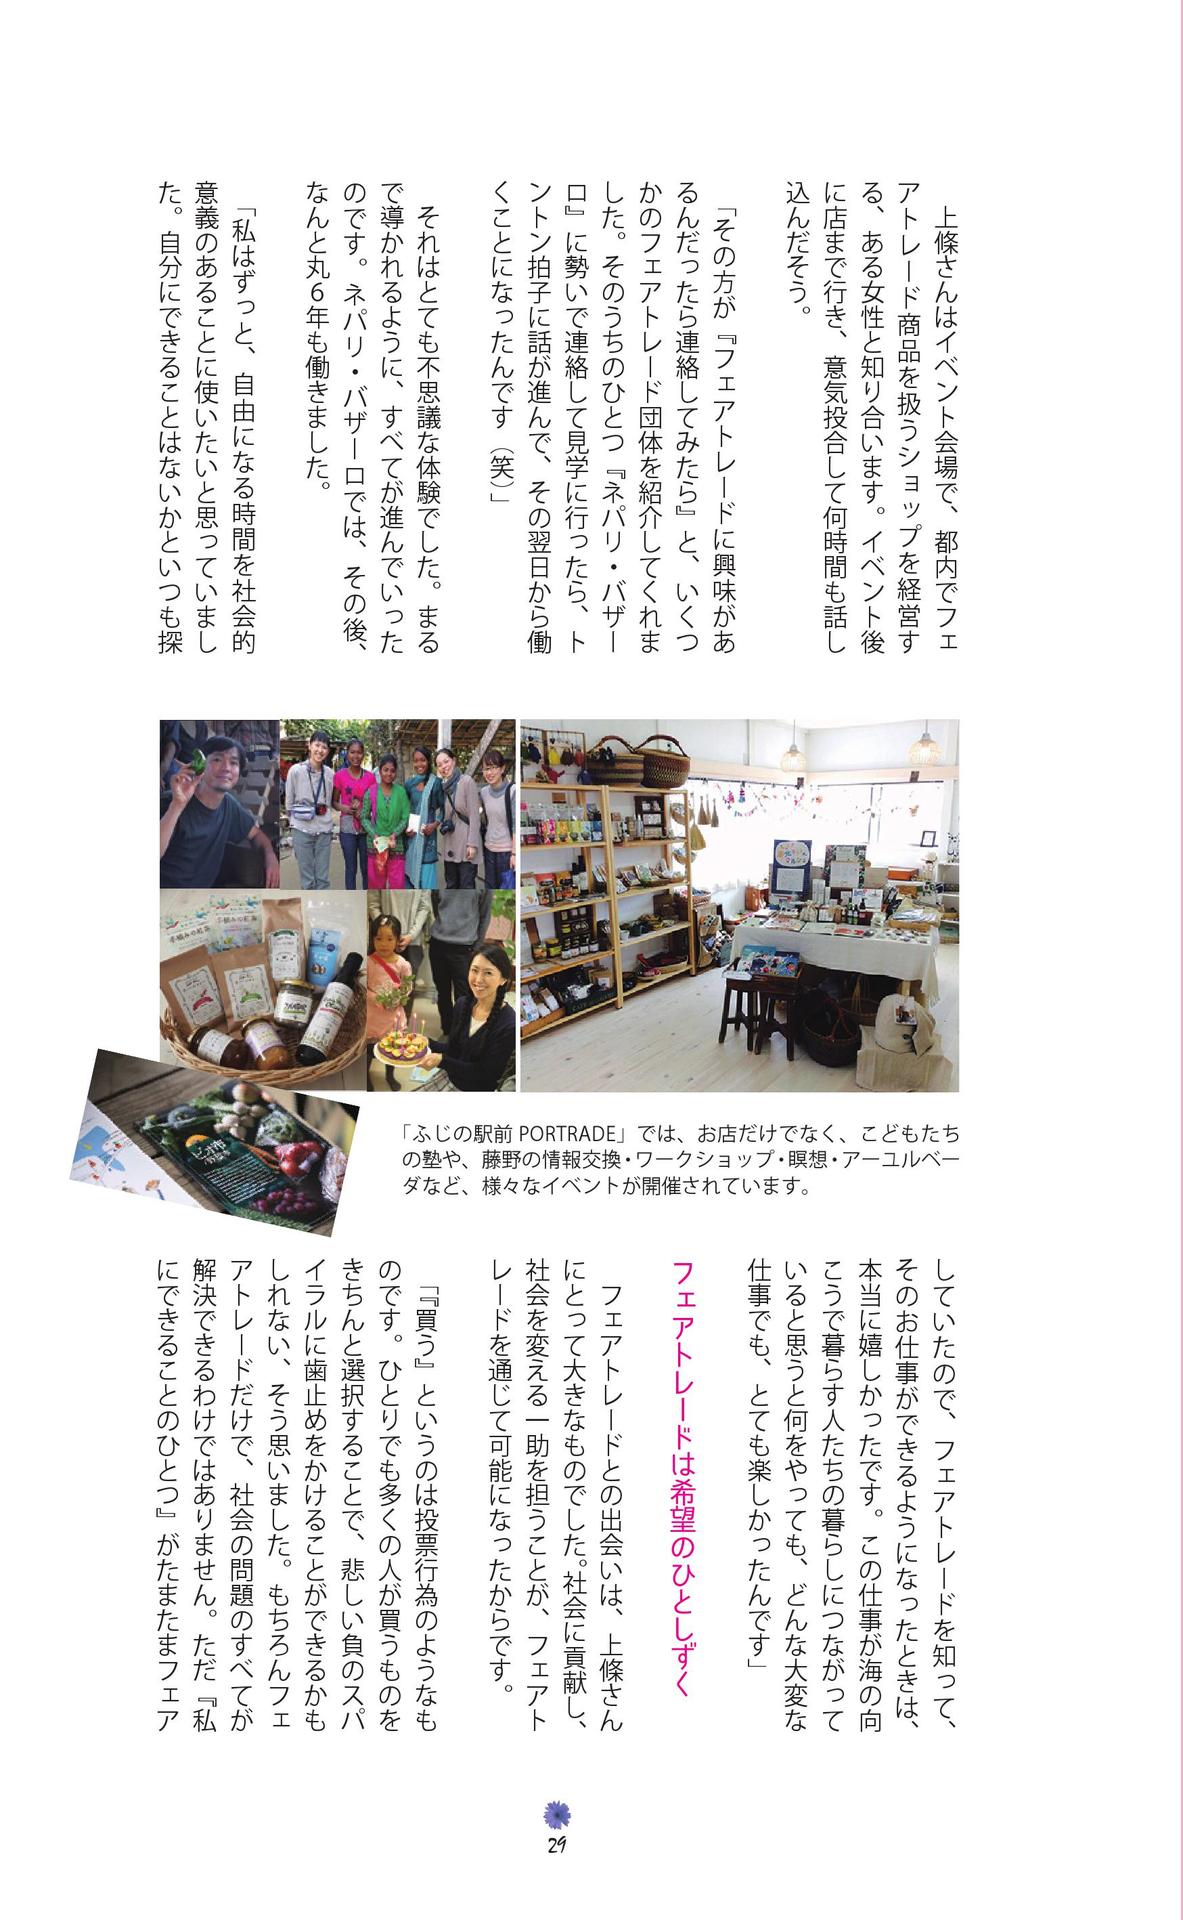 上條さんはイベント会場で、都内でフェ
アトレード商品を扱うショップを経営す
る、ある女性と知り合います。イベント後
に店まで行き、意気投合して何時間も話し
込んだそう。
「その方が『フェアトレードに興味があ
るんだったら連絡してみたら』と、いくつ
かのフェアトレード団体を紹介してくれま
した。そのうちのひとつ『ネパリ・バザー
ロ』に勢いで連絡して見学に行ったら、ト
ントン拍子に話が進んで、その翌日から働
くことになったんです（笑）」
それはとても不思議な体験でした。まる
で導かれるように、すべてが進んでいった
のです。ネパリ・バザーロでは、その後、
なんと丸６年も働きました。
「私はずっと、自由になる時間を社会的
意義のあることに使いたいと思っていまし
た。自分にできることはないかといつも探
手摘みの紅茶
手摘みの紅茶
ビオ市
「ふじの駅前 PORTRADE」では、お店だけでなく、こどもたち
の塾や、藤野の情報交換・ワークショップ・瞑想・アーユルベー
ダなど、様々なイベントが開催されています。
していたので、フェアトレードを知って、
そのお仕事ができるようになったときは、
本当に嬉しかったです。この仕事が海の向
こうで暮らす人たちの暮らしにつながって
いると思うと何をやっても、どんな大変な
仕事でも、とても楽しかったんです」
フェアトレードは希望のひとしずく
フェアトレードとの出会いは、上條さん
にとって大きなものでした。社会に貢献し、
社会を変える一助を担うことが、フェアト
レードを通じて可能になったからです。
「『買う』というのは投票行為のようなも
のです。ひとりでも多くの人が買うものを
きちんと選択することで、悲しい負のスパ
イラルに歯止めをかけることができるかも
しれない、そう思いました。もちろんフェ
アトレードだけで、社会の問題のすべてが
解決できるわけではありません。ただ『私
にできることのひとつ』がたまたまフェア
29